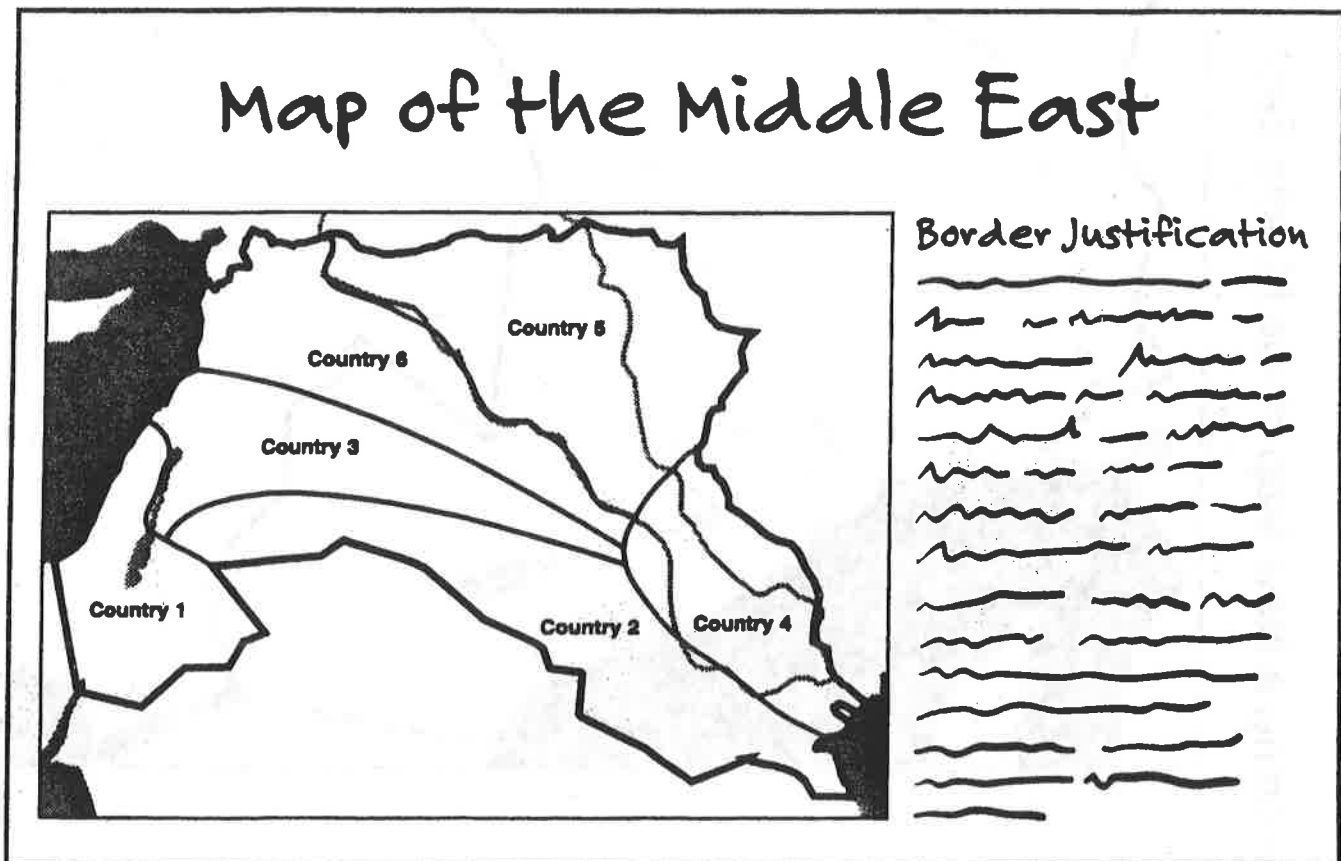 Map of the Middle East
Border Justification
Country 5
Country 6
Country 3
Country 1
Country 2
Country 4